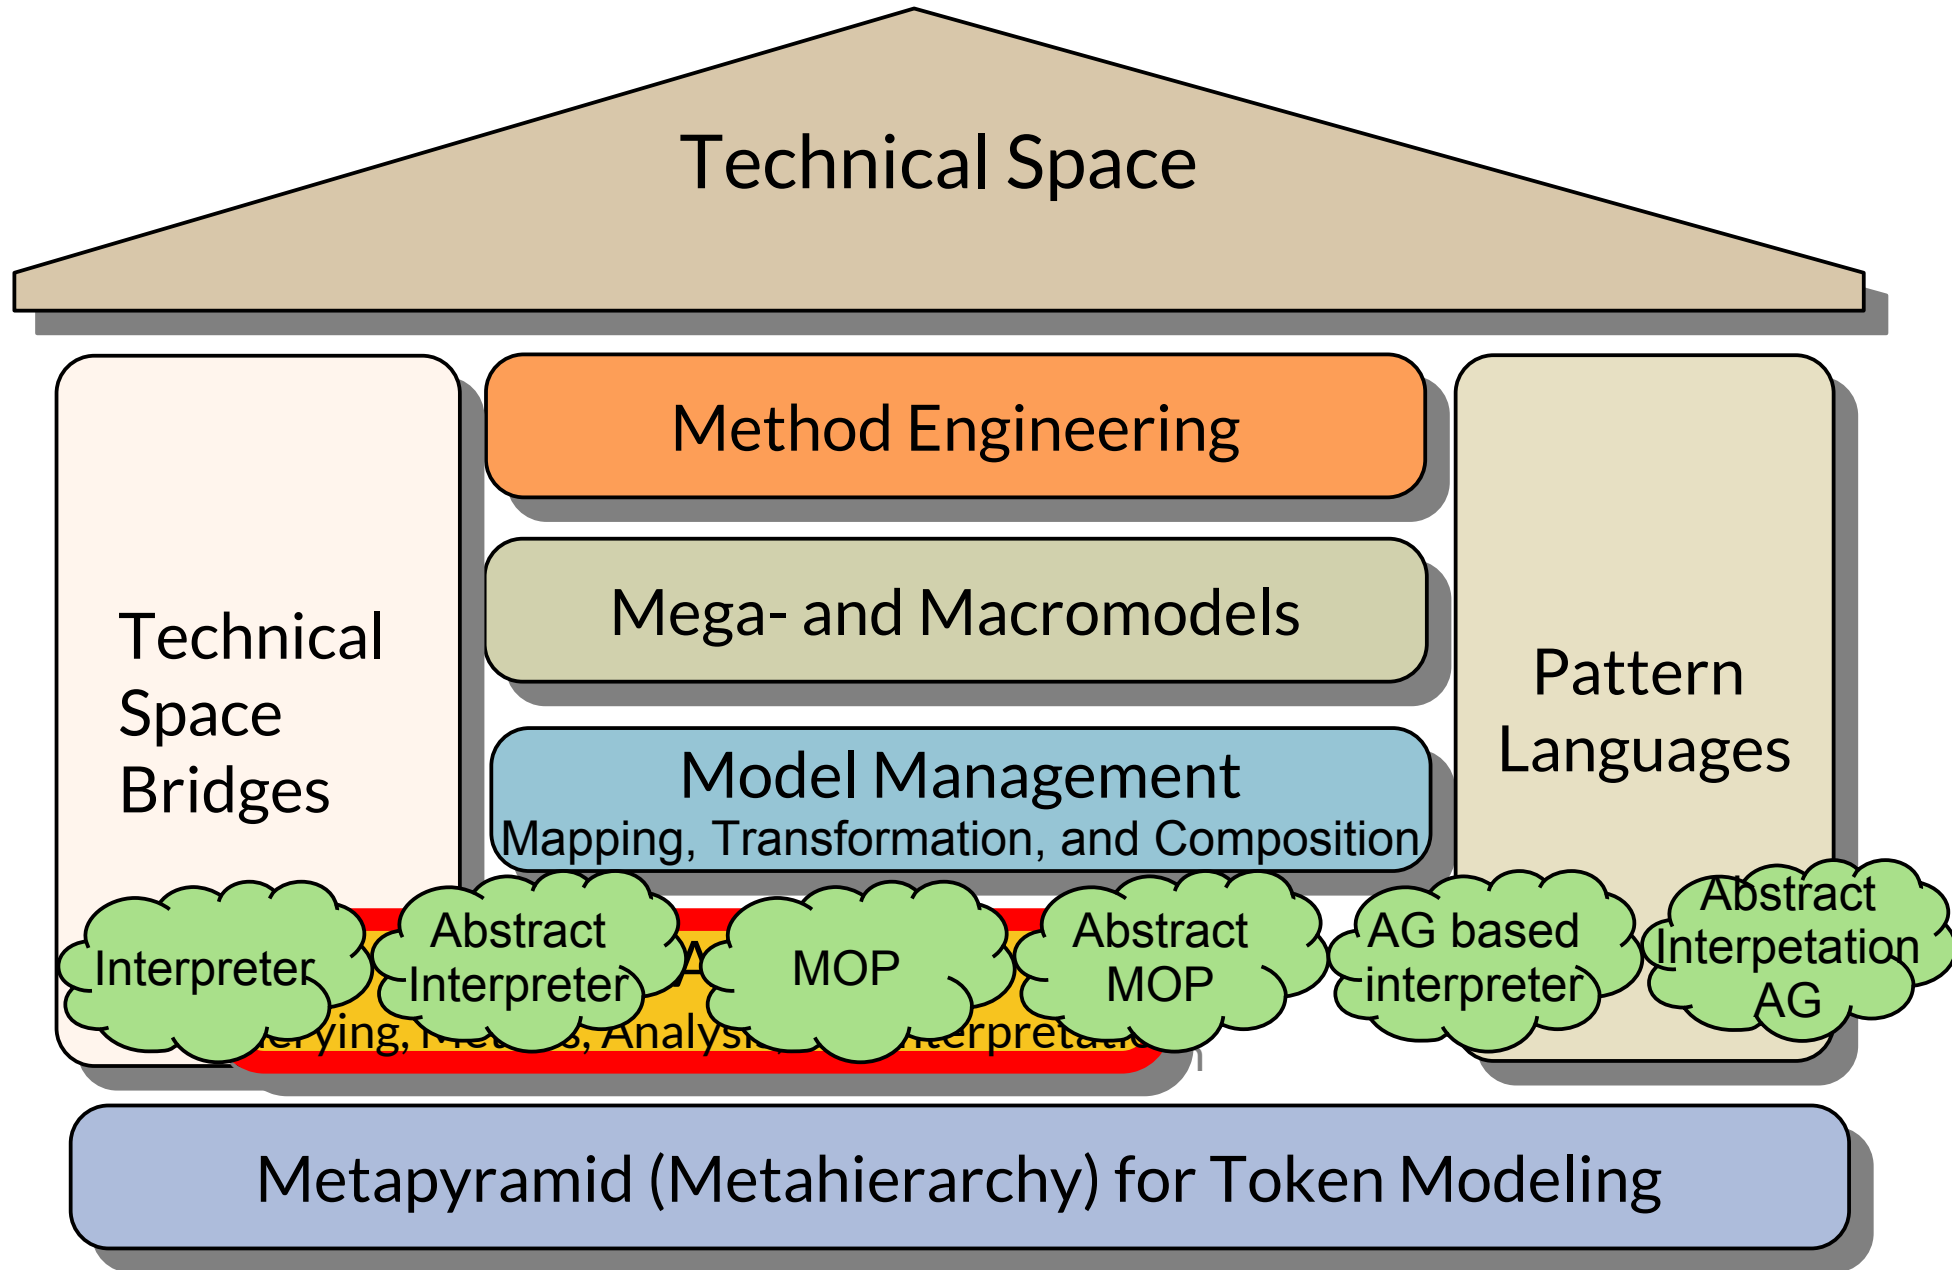 Technical Space
Method Engineering
Mega- and Macromodels
Technical
Space
Bridges
Pattern
Languages
Model Management
Mapping, Transformation, and Composition
Interpreter
Abstract
Interpreter
MOP
Abstract
MOP
AG based
interpreter
Abstract
Interpetation
AG
Metapyramid (Metahierarchy) for Token Modeling